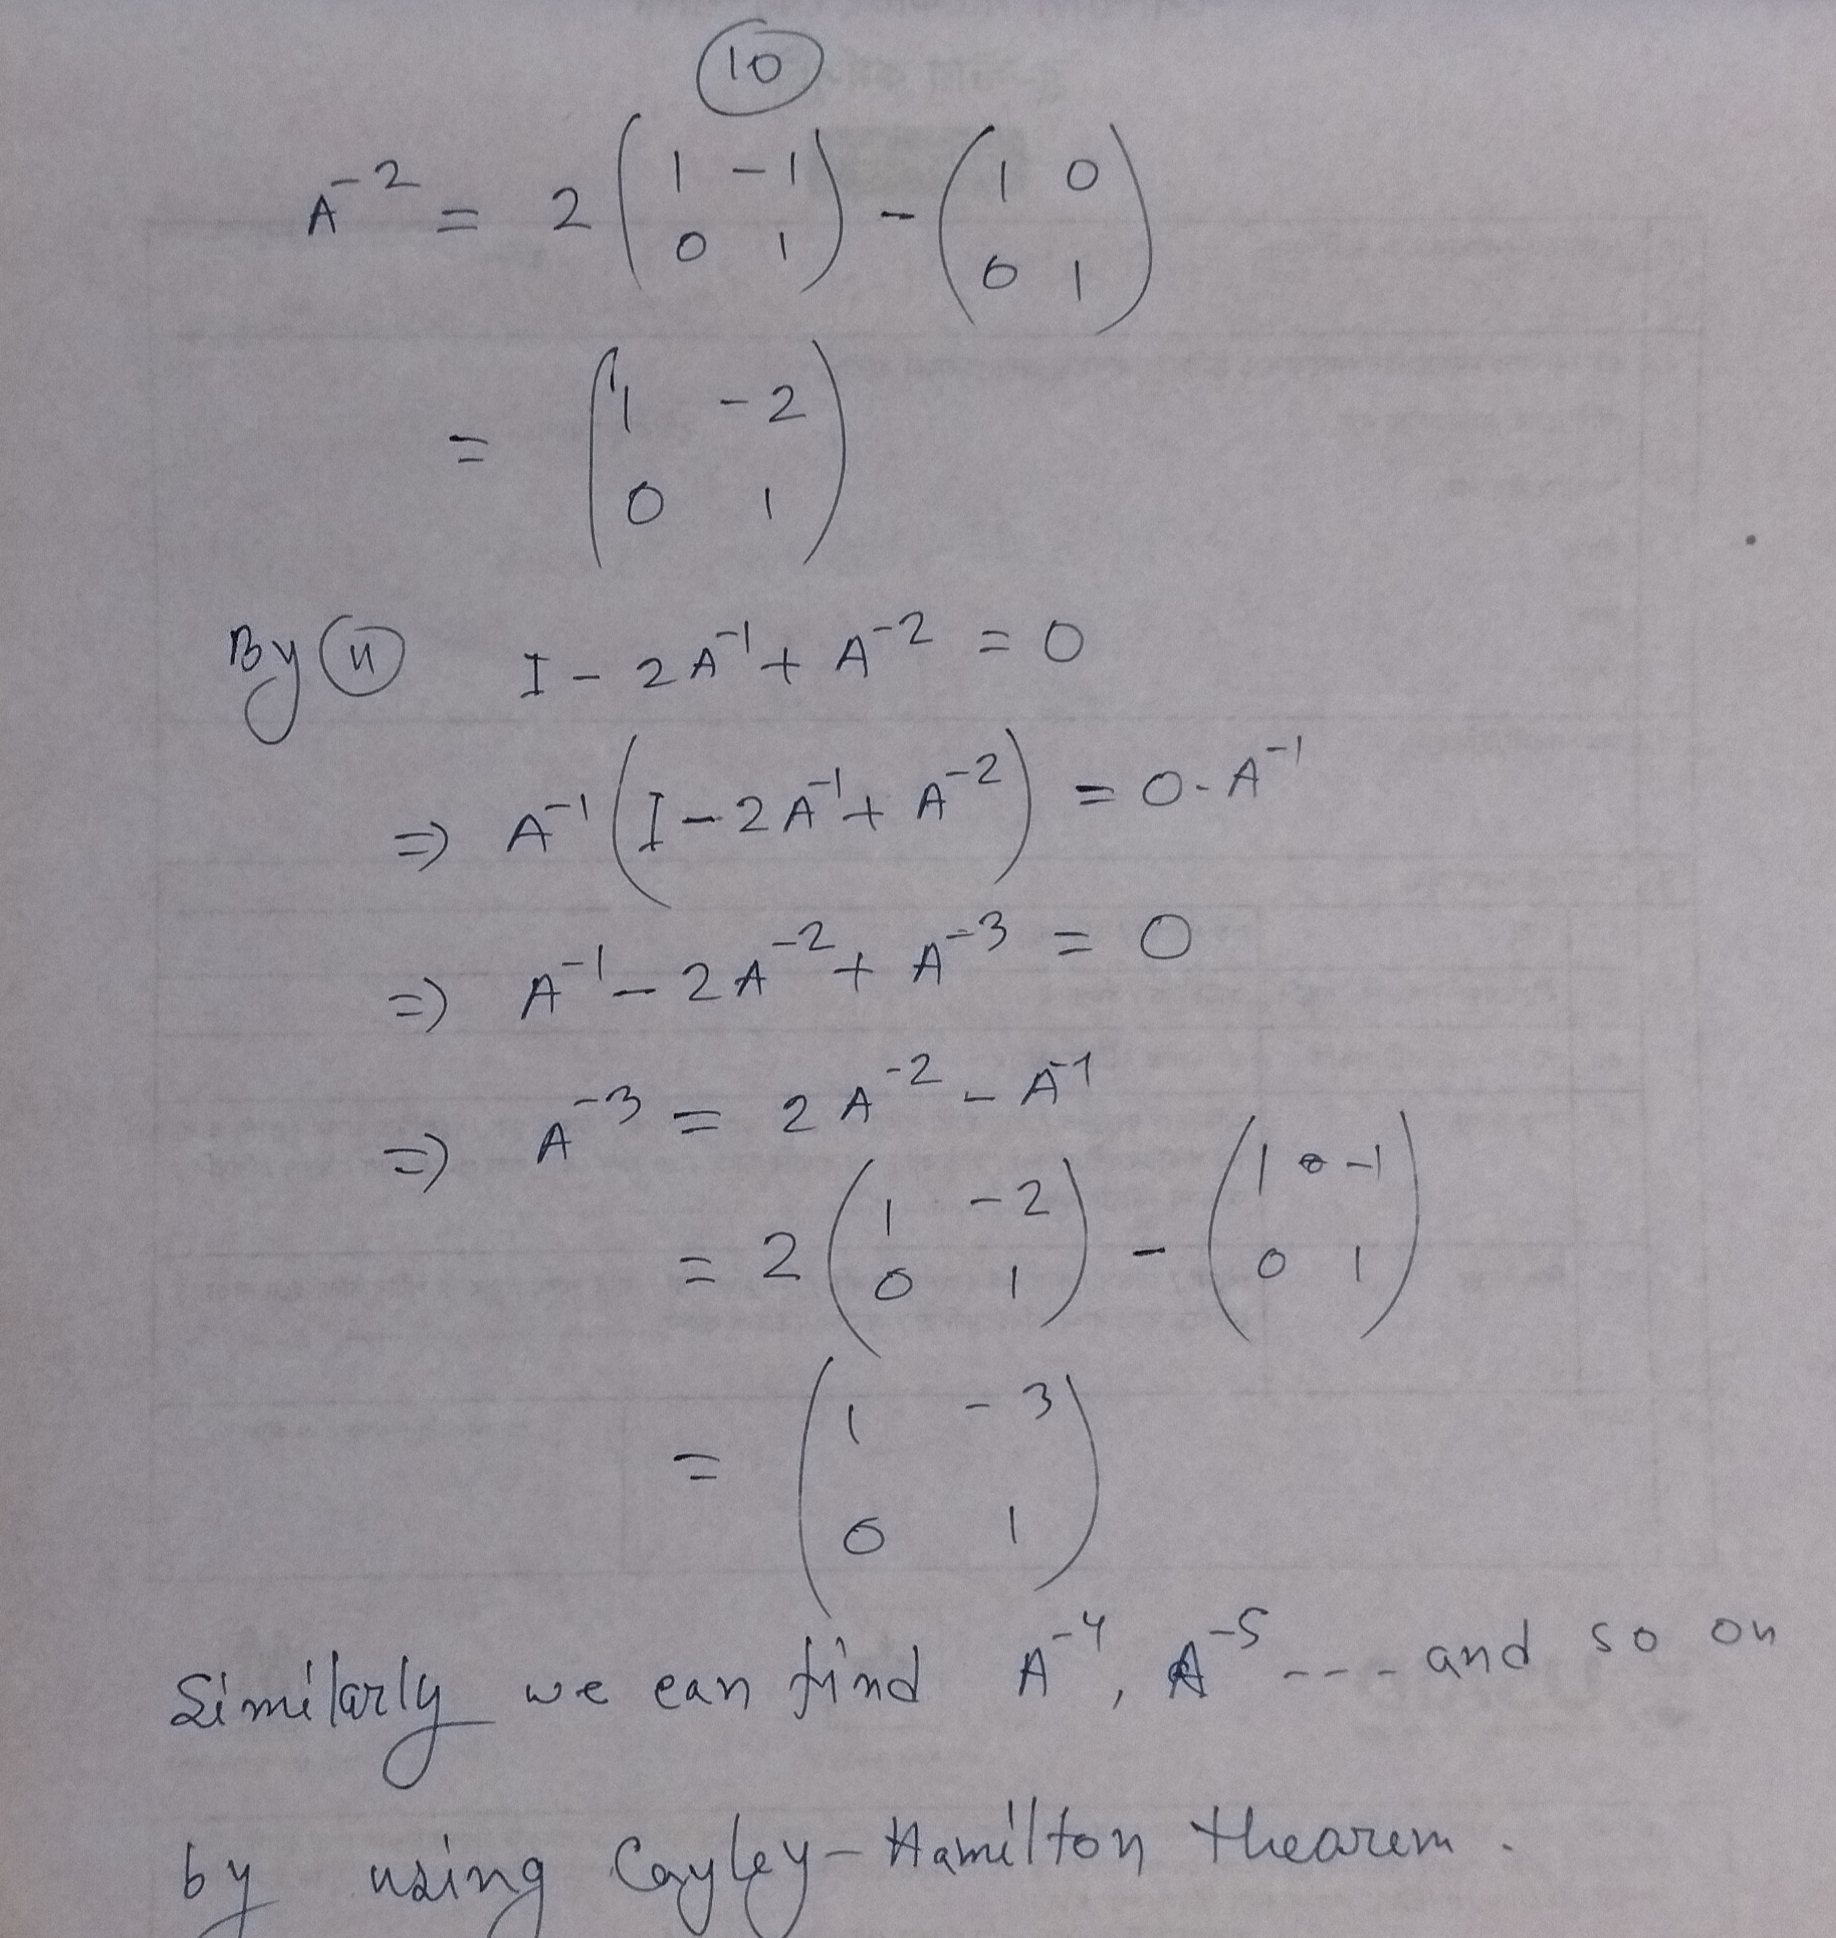 10
A⁻² = 2 ( 1 -1 ; 0 1 ) - ( 1 0 ; 0 1 )
= ( 1 -2 ; 0 1 )
By (ii) I - 2A⁻¹ + A⁻² = 0
⇒ A⁻¹ ( I - 2A⁻¹ + A⁻² ) = 0·A⁻¹
⇒ A⁻¹ - 2A⁻² + A⁻³ = 0
⇒ A⁻³ = 2A⁻² - A⁻¹
= 2 ( 1 -2 ; 0 1 ) - ( 1 -1 ; 0 1 )
= ( 1 -3 ; 0 1 )
Similarly we can find A⁻⁴, A⁻⁵ --- and so on
by using Cayley-Hamilton thearem.